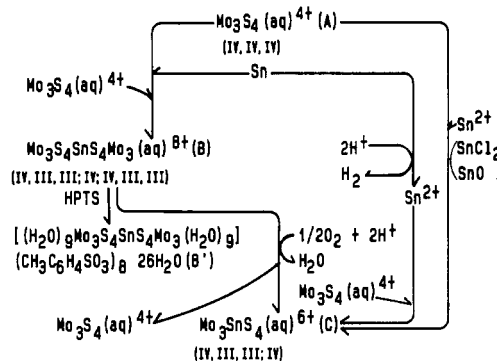 Mo₃S₄(aq)⁴⁺(A)
(IV, IV, IV)
Sn
Mo₃S₄(aq)⁴⁺
Sn²⁺
SnCl₂
SnO
Mo₃S₄SnS₄Mo₃(aq)⁸⁺(B)
(IV, III, III; IV; IV, III, III)
2H⁺
H₂
HPTS
Sn²⁺
[(H₂O)₉Mo₃S₄SnS₄Mo₃(H₂O)₉]
(CH₃C₆H₄SO₃)₈ 26H₂O(B')
1/2O₂ + 2H⁺
H₂O
Mo₃S₄(aq)⁴⁺
Mo₃S₄(aq)⁴⁺
Mo₃SnS₄(aq)⁶⁺(C)
(IV, III, III; IV)